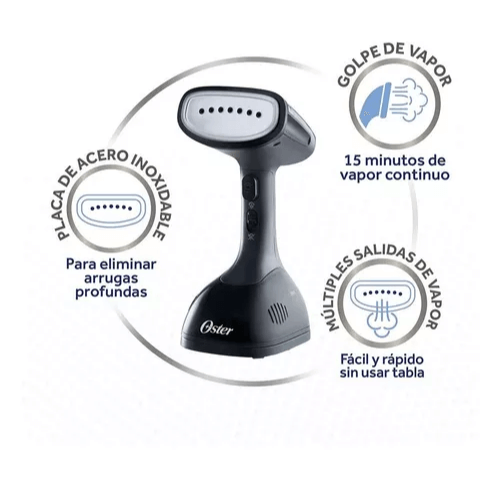 GOLPE DE VAPOR
15 minutos de
vapor continuo
PLACA DE ACERO INOXIDABLE
Para eliminar
arrugas
profundas
Oster
MÚLTIPLES SALIDAS DE VAPOR
Fácil y rápido
sin usar tabla